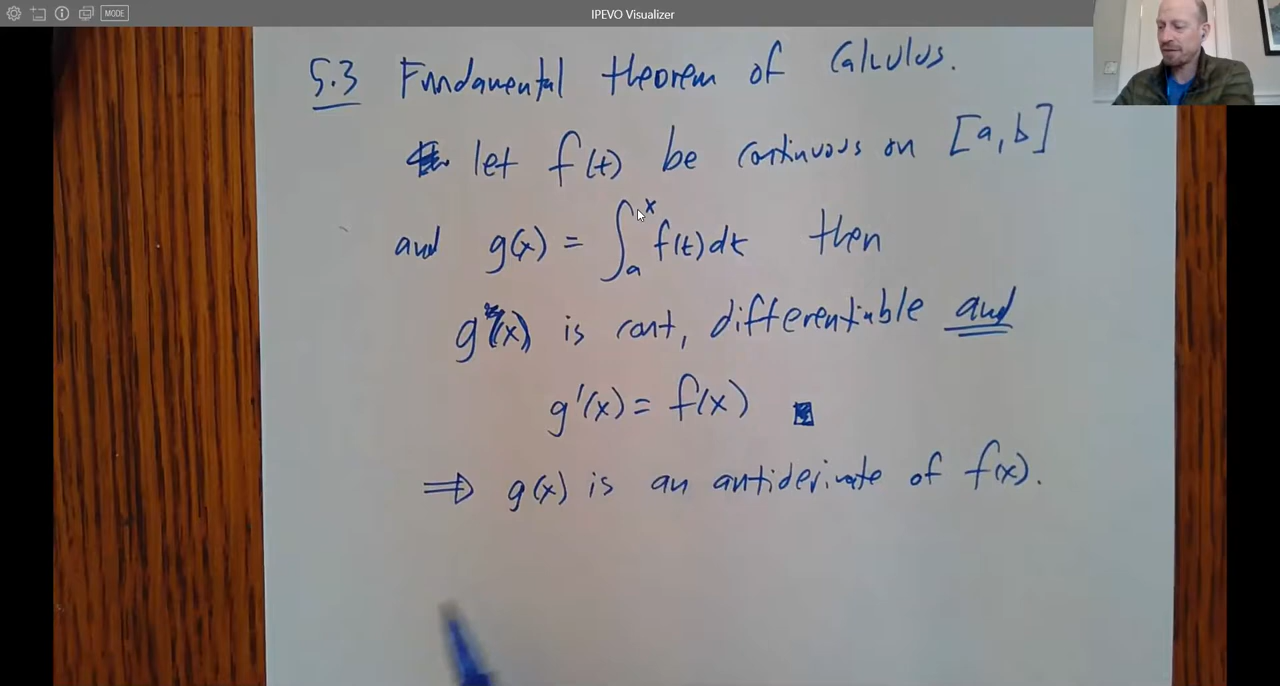 MODE
IPEVO Visualizer
5.3 Fundamental theorem of Calculus.
let f(t) be continuous on [a,b]
and g(x) = ∫ₐˣ f(t)dt then
g(x) is cont, differentiable and
g'(x) = f(x)
⇒ g(x) is an antiderivate of f(x).